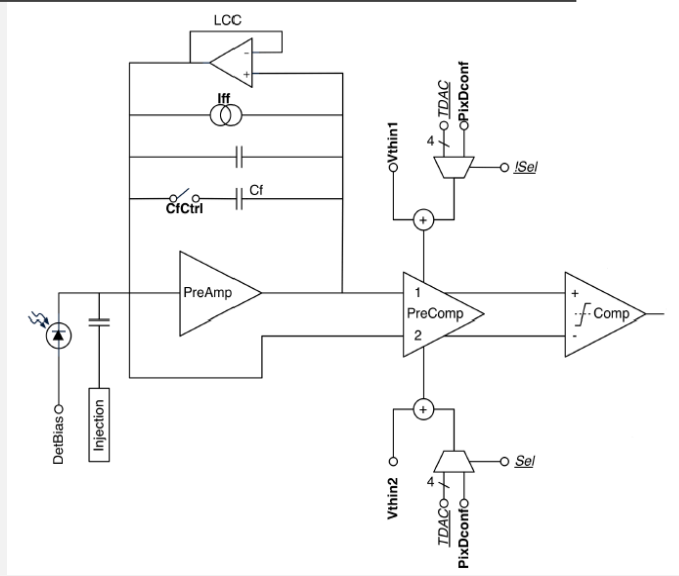 LCC
-
+
Iff
Cf
CfCtrl
Vthin1
TDAC
PixDconf
4
!Sel
+
PreAmp
1
PreComp
2
+
Comp
-
DetBias
Injection
+
Vthin2
4
TDAC
PixDconf
Sel